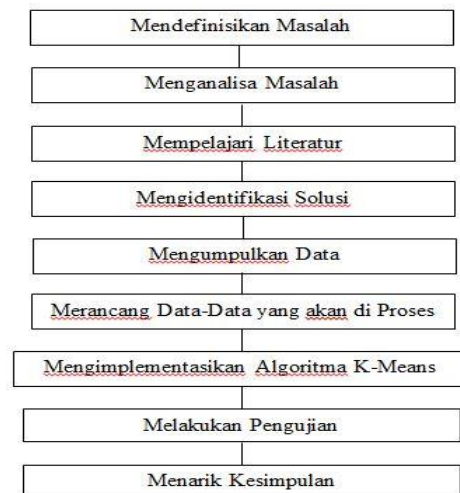 Mendefinisikan Masalah
Menganalisa Masalah
Mempelajari Literatur
Mengidentifikasi Solusi
Mengumpulkan Data
Merancang Data-Data yang akan di Proses
Mengimplementasikan Algoritma K-Means
Melakukan Pengujian
Menarik Kesimpulan